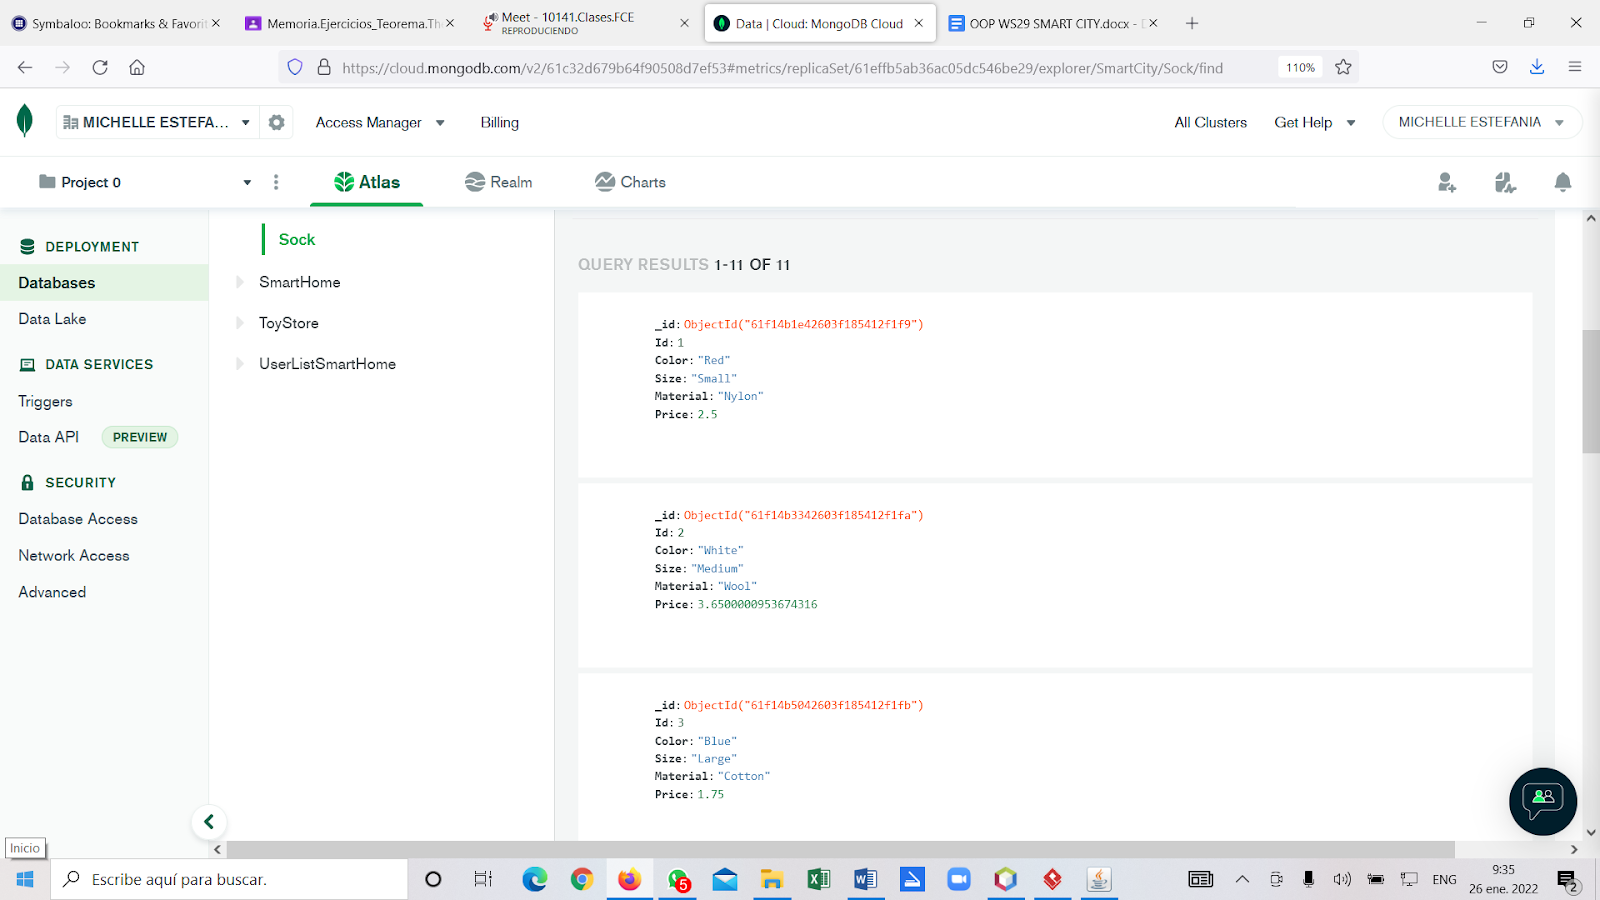 Symbaloo: Bookmarks & Favorit
Memoria.Ejercicios_Teorema.Th
Meet - 10141.Clases.FCE
REPRODUCIENDO
Data | Cloud: MongoDB Cloud
OOP WS29 SMART CITY.docx - D
https://cloud.mongodb.com/v2/61c32d679b64f90508d7ef53#metrics/replicaSet/61effb5ab36ac05dc546be29/explorer/SmartCity/Sock/find
110%
MICHELLE ESTEFA...
Access Manager
Billing
All Clusters
Get Help
MICHELLE ESTEFANIA
Project 0
Atlas
Realm
Charts
DEPLOYMENT
Databases
Data Lake
DATA SERVICES
Triggers
Data API
PREVIEW
SECURITY
Database Access
Network Access
Advanced
Sock
SmartHome
ToyStore
UserListSmartHome
QUERY RESULTS 1-11 OF 11
_id: ObjectId("61f14b1e42603f185412f1f9")
Id: 1
Color: "Red"
Size: "Small"
Material: "Nylon"
Price: 2.5
_id: ObjectId("61f14b3342603f185412f1fa")
Id: 2
Color: "White"
Size: "Medium"
Material: "Wool"
Price: 3.6500000953674316
_id: ObjectId("61f14b5042603f185412f1fb")
Id: 3
Color: "Blue"
Size: "Large"
Material: "Cotton"
Price: 1.75
Inicio
Escribe aquí para buscar.
5
ENG
9:35
26 ene. 2022
2